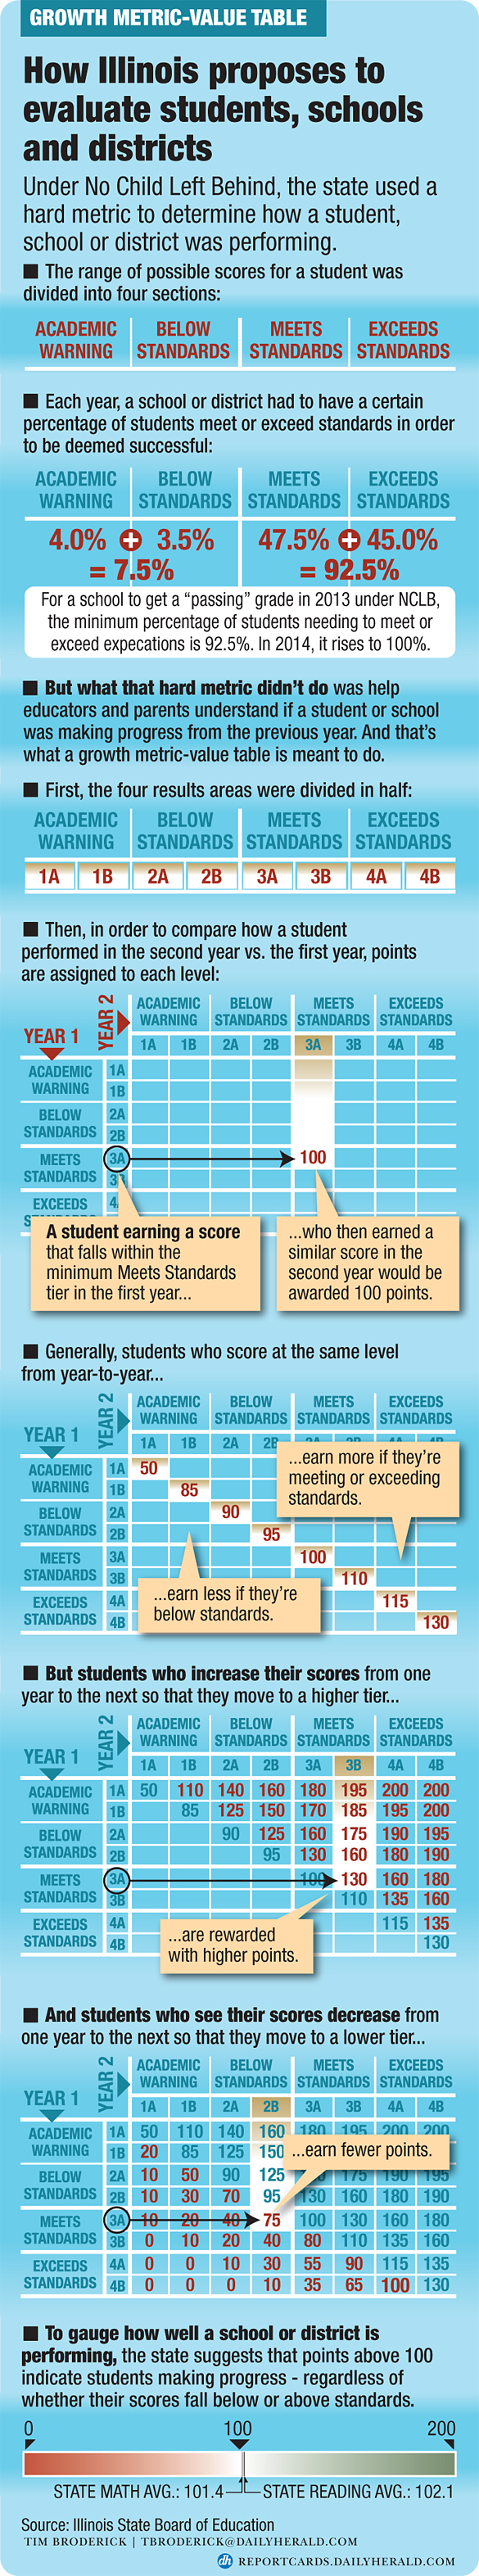 GROWTH METRIC-VALUE TABLE
How Illinois proposes to
evaluate students, schools
and districts
Under No Child Left Behind, the state used a
hard metric to determine how a student,
school or district was performing.
■ The range of possible scores for a student was
divided into four sections:
ACADEMIC WARNING BELOW STANDARDS MEETS STANDARDS EXCEEDS STANDARDS
■ Each year, a school or district had to have a certain
percentage of students meet or exceed standards in order
to be deemed successful:
ACADEMIC WARNING BELOW STANDARDS MEETS STANDARDS EXCEEDS STANDARDS
4.0% + 3.5% 47.5% + 45.0%
= 7.5% = 92.5%
For a school to get a “passing” grade in 2013 under NCLB,
the minimum percentage of students needing to meet or
exceed expecations is 92.5%. In 2014, it rises to 100%.
■ But what that hard metric didn’t do was help
educators and parents understand if a student or school
was making progress from the previous year. And that’s
what a growth metric-value table is meant to do.
■ First, the four results areas were divided in half:
ACADEMIC WARNING BELOW STANDARDS MEETS STANDARDS EXCEEDS STANDARDS
1A 1B 2A 2B 3A 3B 4A 4B
■ Then, in order to compare how a student
performed in the second year vs. the first year, points
are assigned to each level:
YEAR 1 YEAR 2
ACADEMIC WARNING BELOW STANDARDS MEETS STANDARDS EXCEEDS STANDARDS
1A 1B 2A 2B 3A 3B 4A 4B
ACADEMIC WARNING 1A
1B
BELOW STANDARDS 2A
2B
MEETS STANDARDS 3A 100
3B
EXCEEDS 4
A student earning a score
that falls within the
minimum Meets Standards
tier in the first year...
...who then earned a
similar score in the
second year would be
awarded 100 points.
■ Generally, students who score at the same level
from year-to-year...
YEAR 1 YEAR 2
ACADEMIC WARNING BELOW STANDARDS MEETS STANDARDS EXCEEDS STANDARDS
1A 1B 2A 2B
ACADEMIC WARNING 1A 50
1B 85
BELOW STANDARDS 2A 90
2B 95
MEETS STANDARDS 3A 100
3B 110
EXCEEDS STANDARDS 4A 115
4B 130
...earn more if they’re
meeting or exceeding
standards.
...earn less if they’re
below standards.
■ But students who increase their scores from one
year to the next so that they move to a higher tier...
YEAR 1 YEAR 2
ACADEMIC WARNING BELOW STANDARDS MEETS STANDARDS EXCEEDS STANDARDS
1A 1B 2A 2B 3A 3B 4A 4B
ACADEMIC WARNING 1A 50 110 140 160 180 195 200 200
1B 85 125 150 170 185 195 200
BELOW STANDARDS 2A 90 125 160 175 190 195
2B 95 130 160 180 190
MEETS STANDARDS 3A 100 130 160 180
3B 110 135 160
EXCEEDS STANDARDS 4A 115 135
4B 130
...are rewarded
with higher points.
■ And students who see their scores decrease from
one year to the next so that they move to a lower tier...
YEAR 1 YEAR 2
ACADEMIC WARNING BELOW STANDARDS MEETS STANDARDS EXCEEDS STANDARDS
1A 1B 2A 2B 3A 3B 4A 4B
ACADEMIC WARNING 1A 50 110 140 160 180 195 200 200
1B 20 85 125 150
BELOW STANDARDS 2A 10 50 90 125 175 190 195
2B 10 30 70 95 130 160 180 190
MEETS STANDARDS 3A 10 20 40 75 100 130 160 180
3B 0 10 20 40 80 110 135 160
EXCEEDS STANDARDS 4A 0 0 10 30 55 90 115 135
4B 0 0 0 10 35 65 100 130
...earn fewer points.
■ To gauge how well a school or district is
performing, the state suggests that points above 100
indicate students making progress - regardless of
whether their scores fall below or above standards.
0 100 200
STATE MATH AVG.: 101.4 STATE READING AVG.: 102.1
Source: Illinois State Board of Education
TIM BRODERICK | TBRODERICK@DAILYHERALD.COM
dh REPORTCARDS.DAILYHERALD.COM